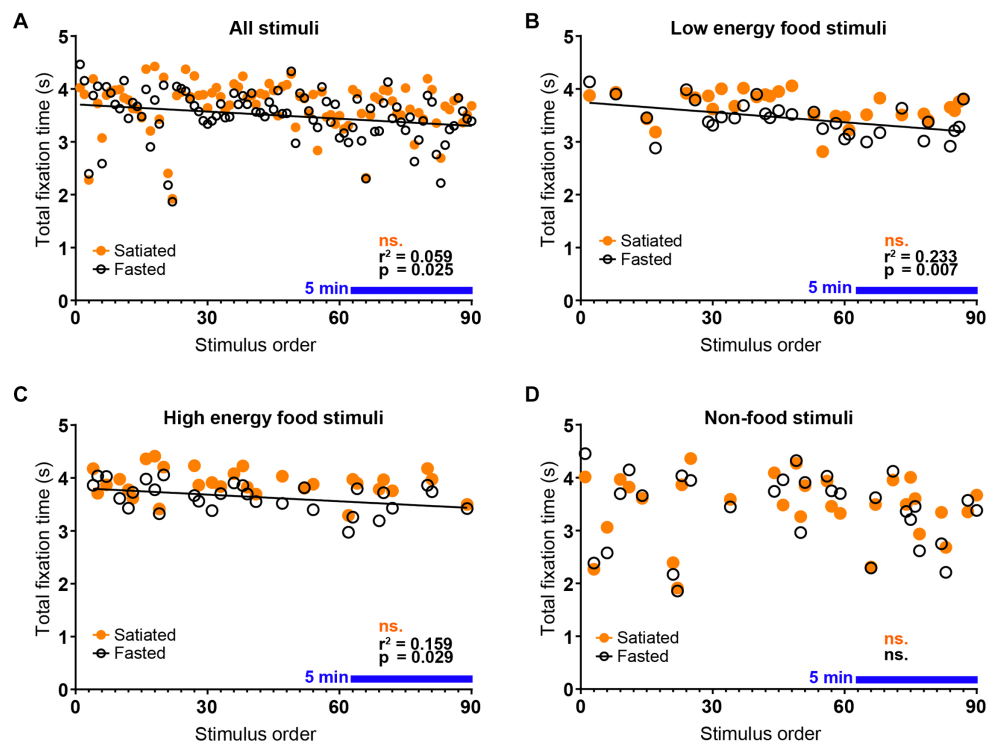 A
All stimuli
5
4
3
2
1
0
Total fixation time (s)
Satiated
Fasted
ns.
r² = 0.059
p = 0.025
5 min
0
30
60
90
Stimulus order
B
Low energy food stimuli
5
4
3
2
1
0
Total fixation time (s)
Satiated
Fasted
ns.
r² = 0.233
p = 0.007
5 min
0
30
60
90
Stimulus order
C
High energy food stimuli
5
4
3
2
1
0
Total fixation time (s)
Satiated
Fasted
ns.
r² = 0.159
p = 0.029
5 min
0
30
60
90
Stimulus order
D
Non-food stimuli
5
4
3
2
1
0
Total fixation time (s)
Satiated
Fasted
ns.
ns.
5 min
0
30
60
90
Stimulus order